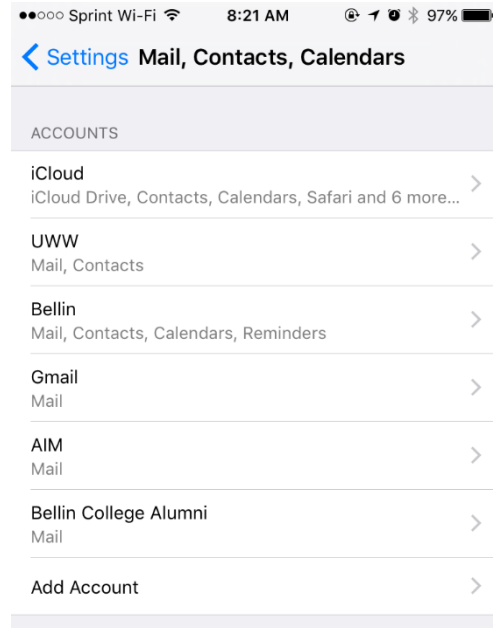 Sprint Wi-Fi 8:21 AM 97%
Settings Mail, Contacts, Calendars
ACCOUNTS
iCloud
iCloud Drive, Contacts, Calendars, Safari and 6 more...
UWW
Mail, Contacts
Bellin
Mail, Contacts, Calendars, Reminders
Gmail
Mail
AIM
Mail
Bellin College Alumni
Mail
Add Account